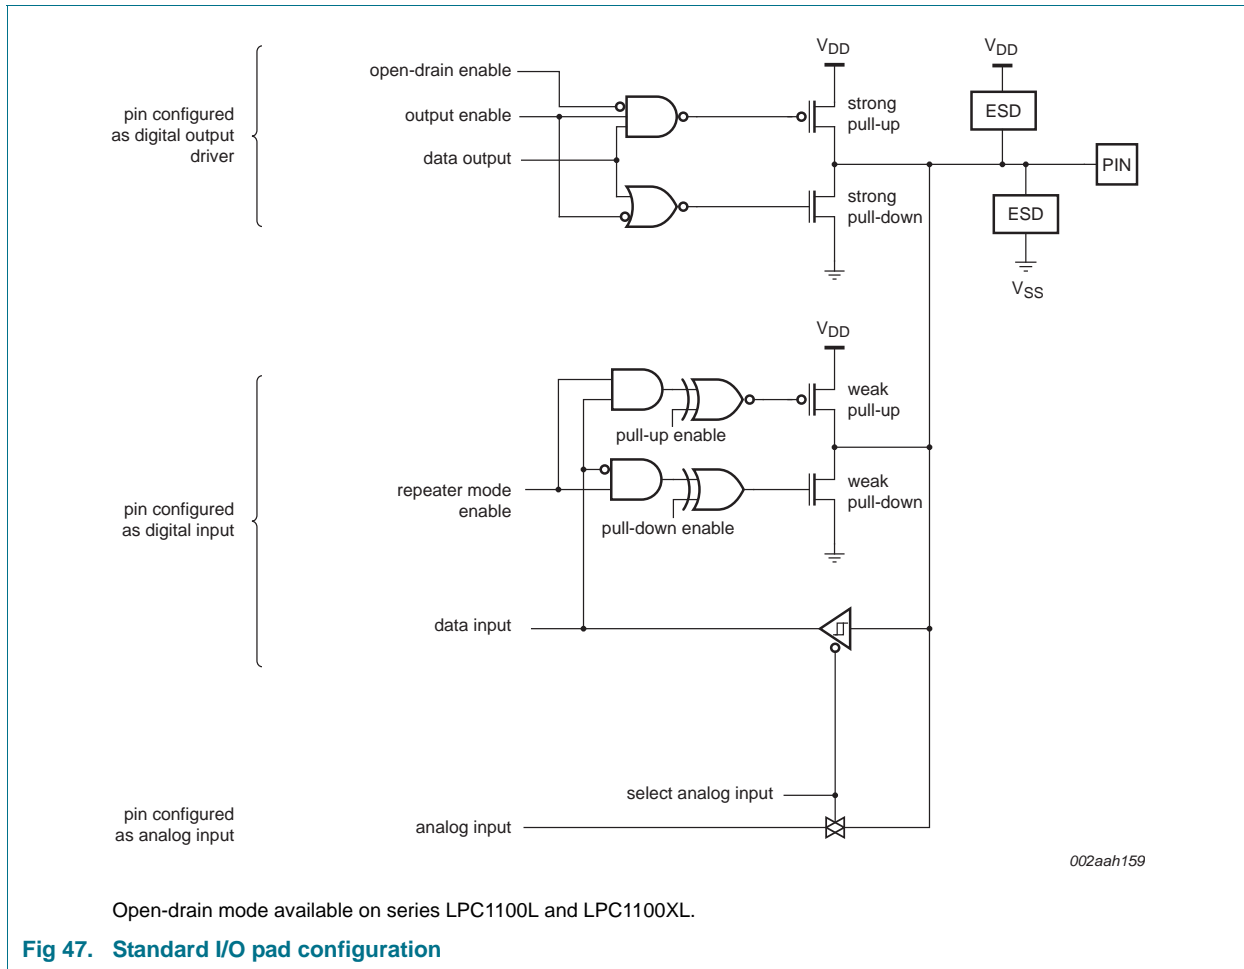 VDD
VDD
open-drain enable
strong
pull-up
ESD
pin configured
as digital output
driver
output enable
data output
PIN
strong
pull-down
ESD
VSS
VDD
weak
pull-up
pull-up enable
pin configured
as digital input
repeater mode
enable
weak
pull-down
pull-down enable
data input
select analog input
pin configured
as analog input
analog input
002aah159
Open-drain mode available on series LPC1100L and LPC1100XL.
Fig 47. Standard I/O pad configuration